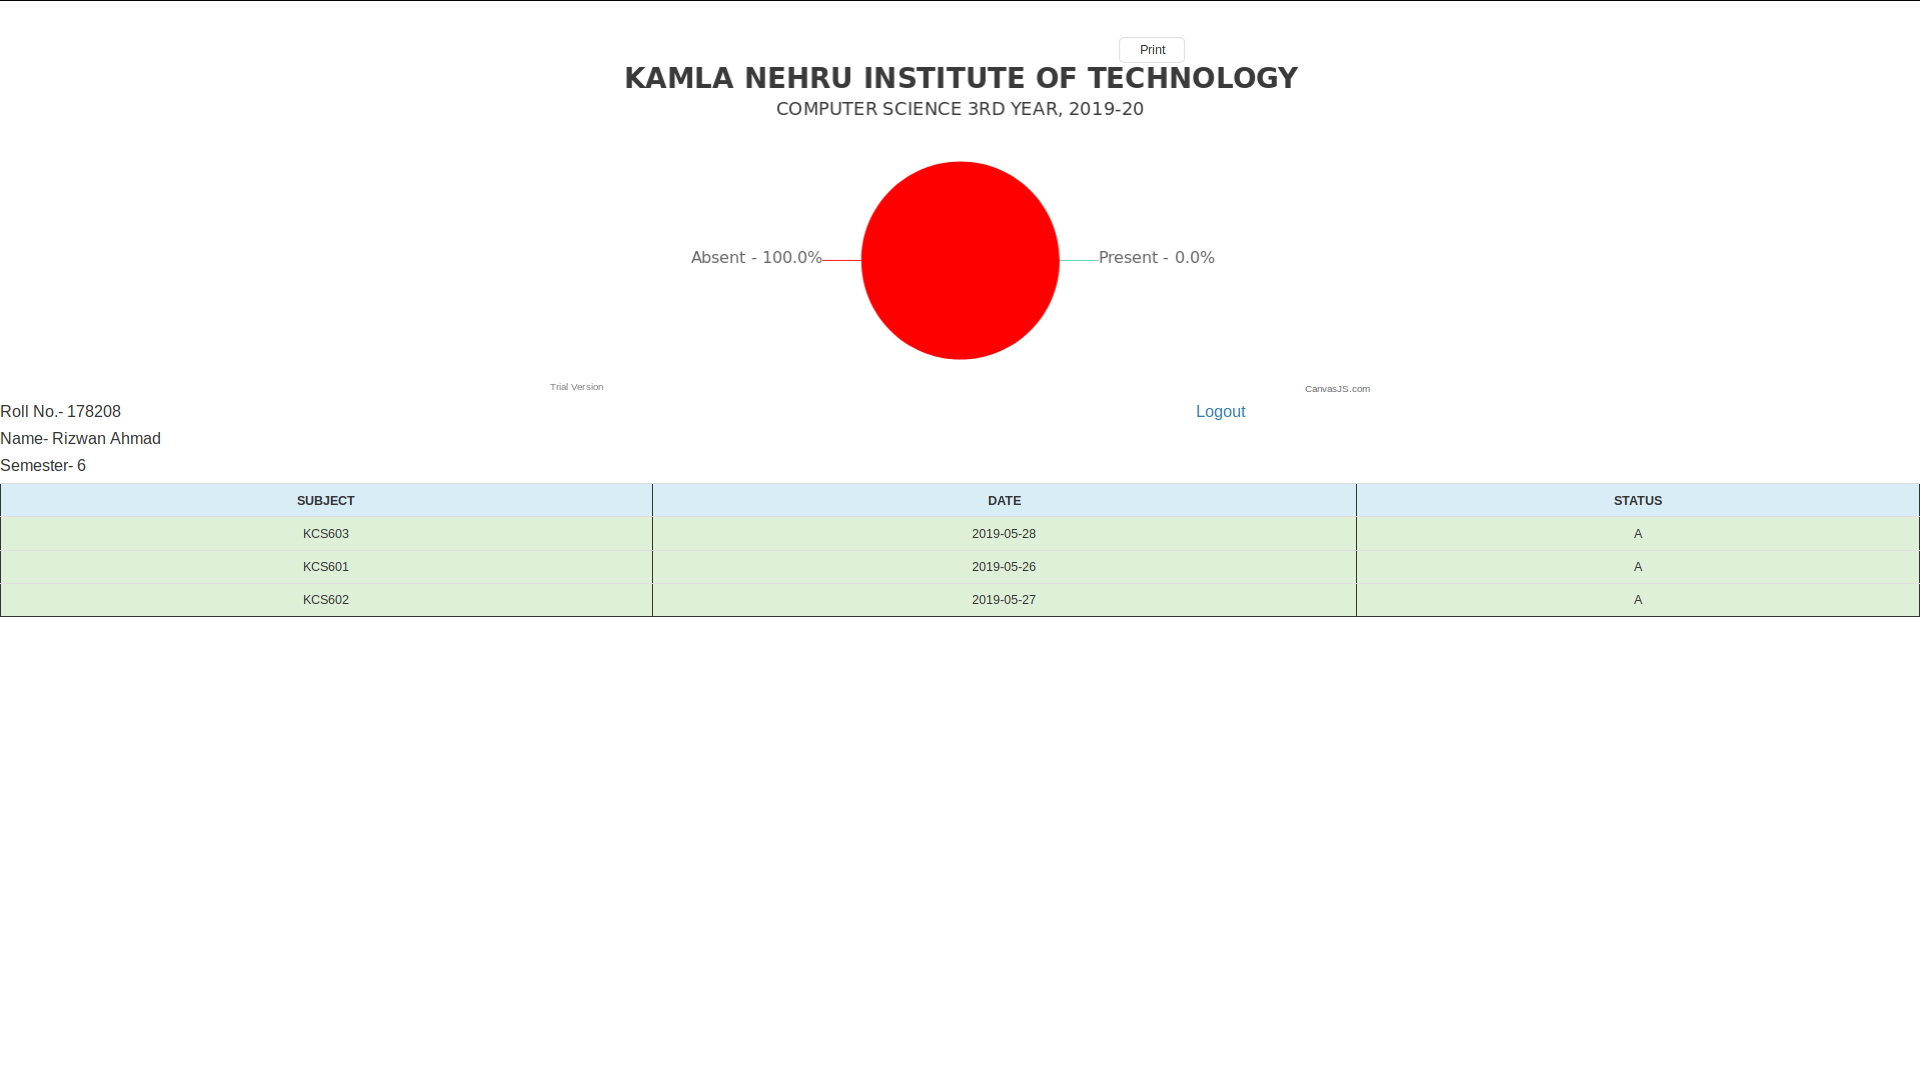 Print
KAMLA NEHRU INSTITUTE OF TECHNOLOGY
COMPUTER SCIENCE 3RD YEAR, 2019-20
Absent - 100.0% Present - 0.0%
Trial Version CanvasJS.com
Roll No.- 178208 Logout
Name- Rizwan Ahmad
Semester- 6
SUBJECT DATE STATUS
KCS603 2019-05-28 A
KCS601 2019-05-26 A
KCS602 2019-05-27 A